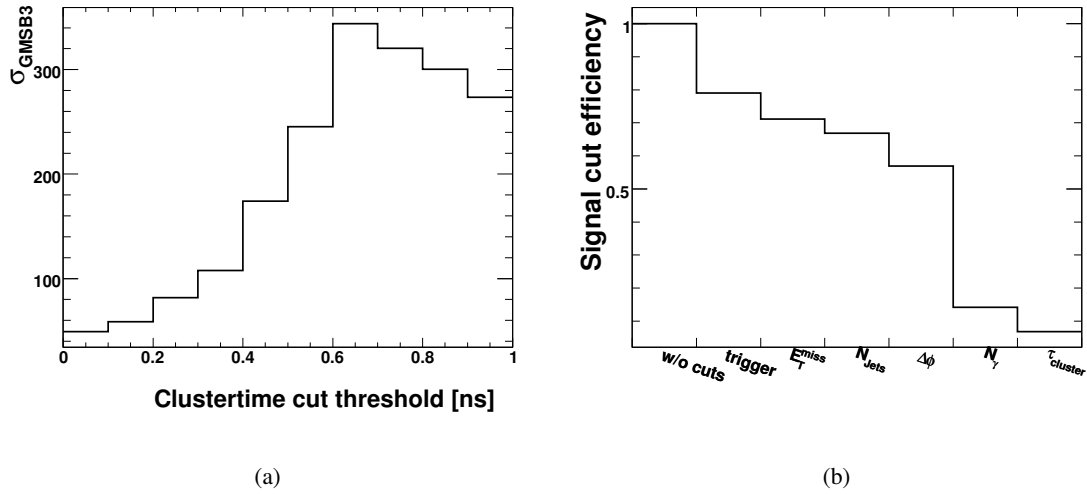 σGMSB3
300
200
100
0 0.2 0.4 0.6 0.8 1
Clustertime cut threshold [ns]
(a)
Signal cut efficiency
1
0.5
w/o cuts trigger E_T^miss N_Jets Δϕ N_γ τ_cluster
(b)